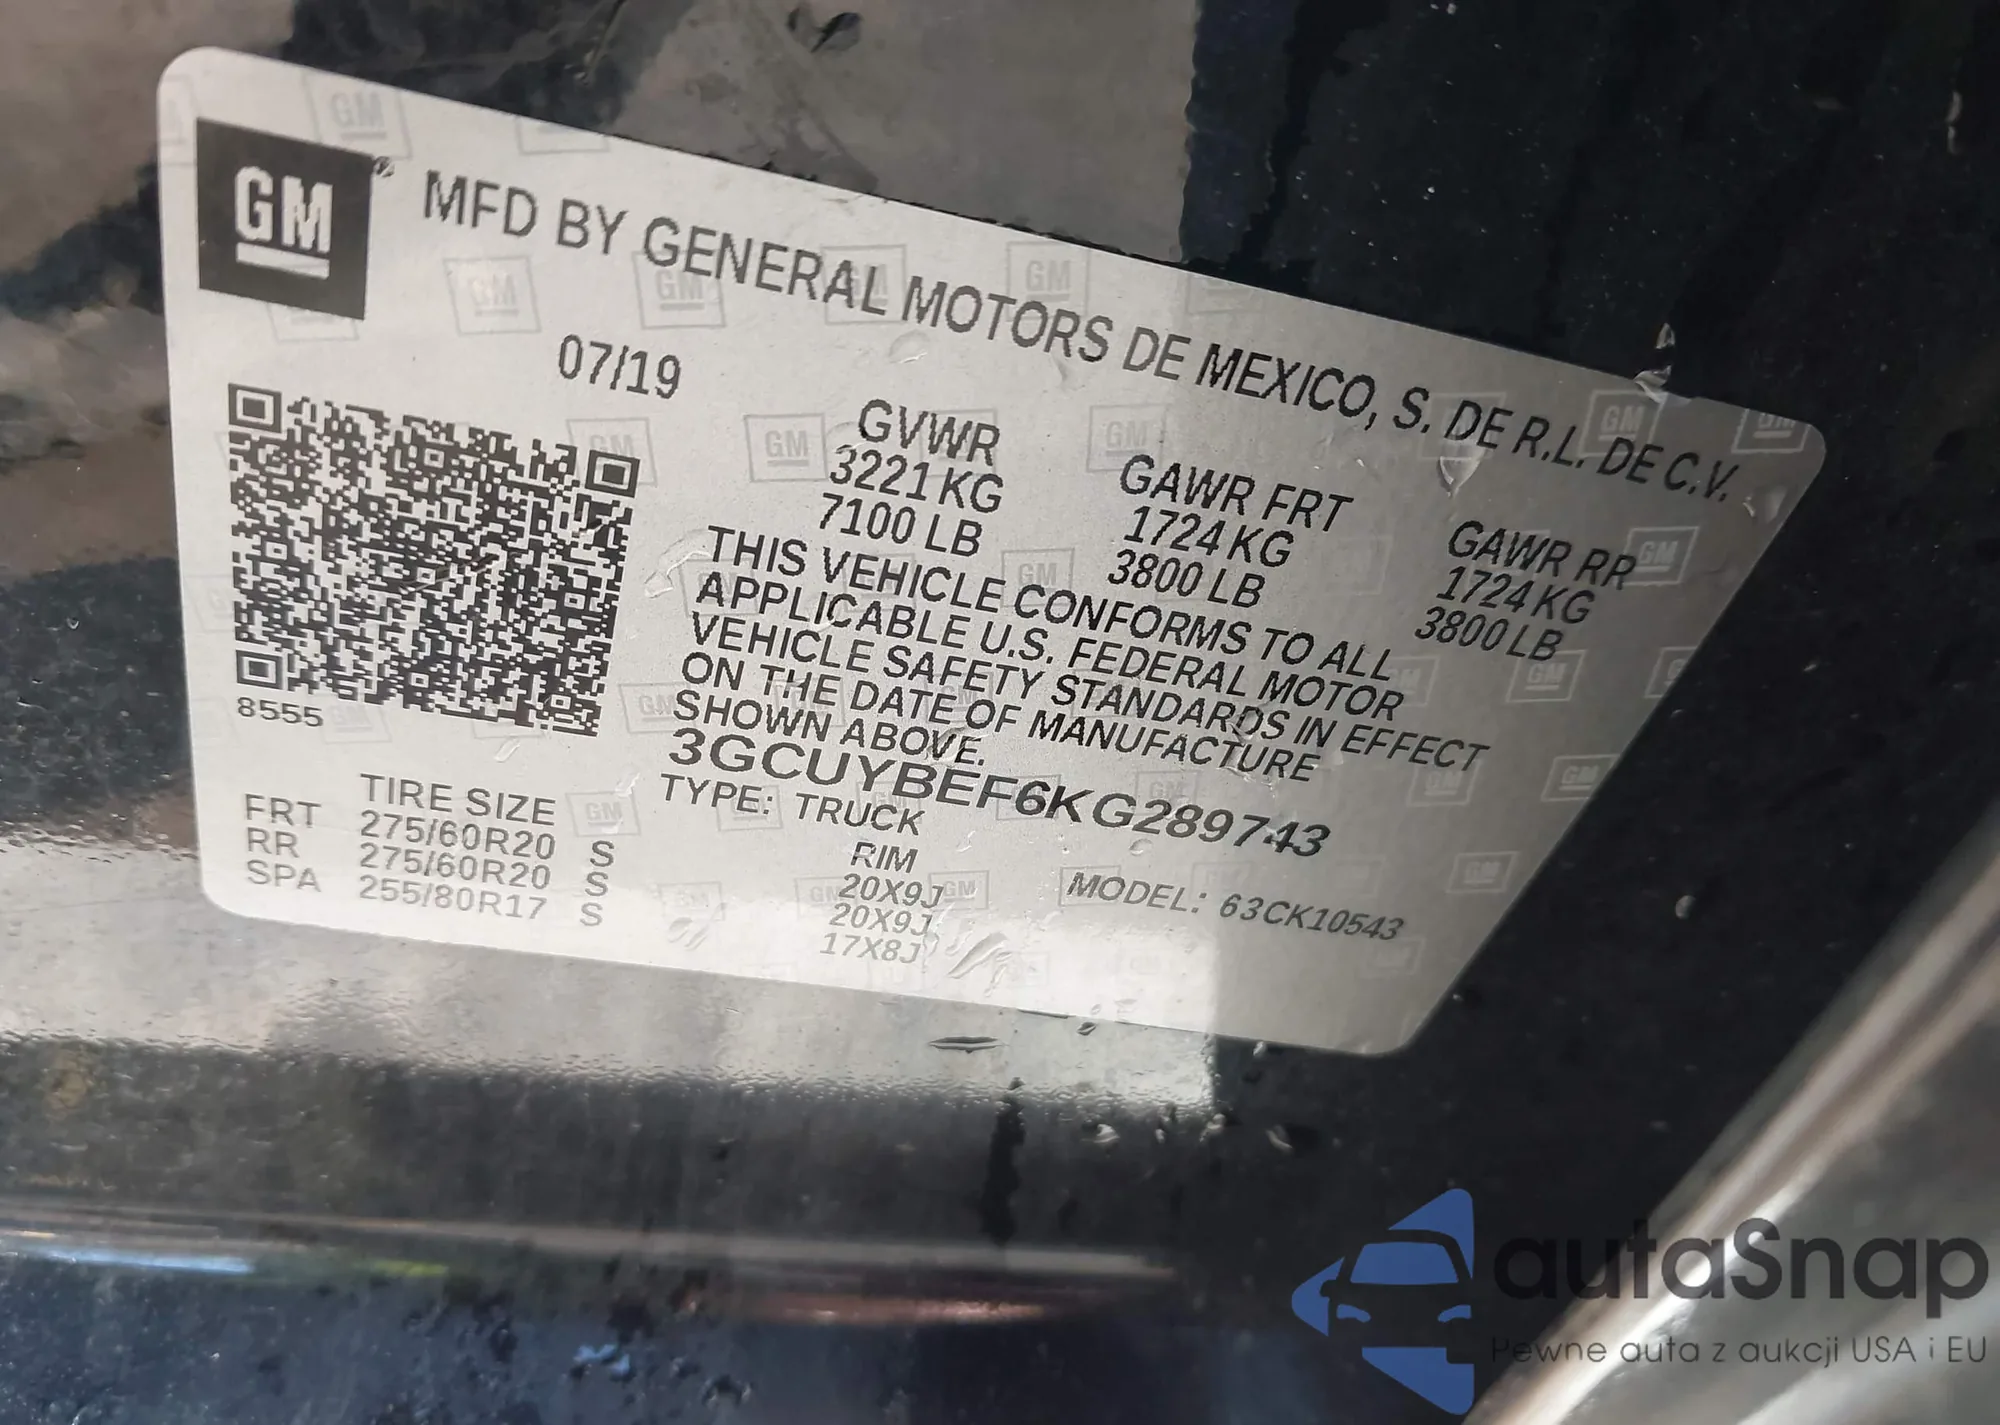 GM
MFD BY GENERAL MOTORS DE MEXICO, S. DE R.L. DE C.V.
07/19
GVWR GAWR FRT GAWR RR
3221 KG 1724 KG 1724 KG
7100 LB 3800 LB 3800 LB
THIS VEHICLE CONFORMS TO ALL
APPLICABLE U.S. FEDERAL MOTOR
VEHICLE SAFETY STANDARDS IN EFFECT
ON THE DATE OF MANUFACTURE
SHOWN ABOVE.
3GCUYBEF6KG289743
TYPE: TRUCK MODEL: 63CK10543
8555
TIRE SIZE RIM
FRT 275/60R20 S 20X9J
RR 275/60R20 S 20X9J
SPA 255/80R17 S 17X8J
autaSnap
Pewne auta z aukcji USA i EU